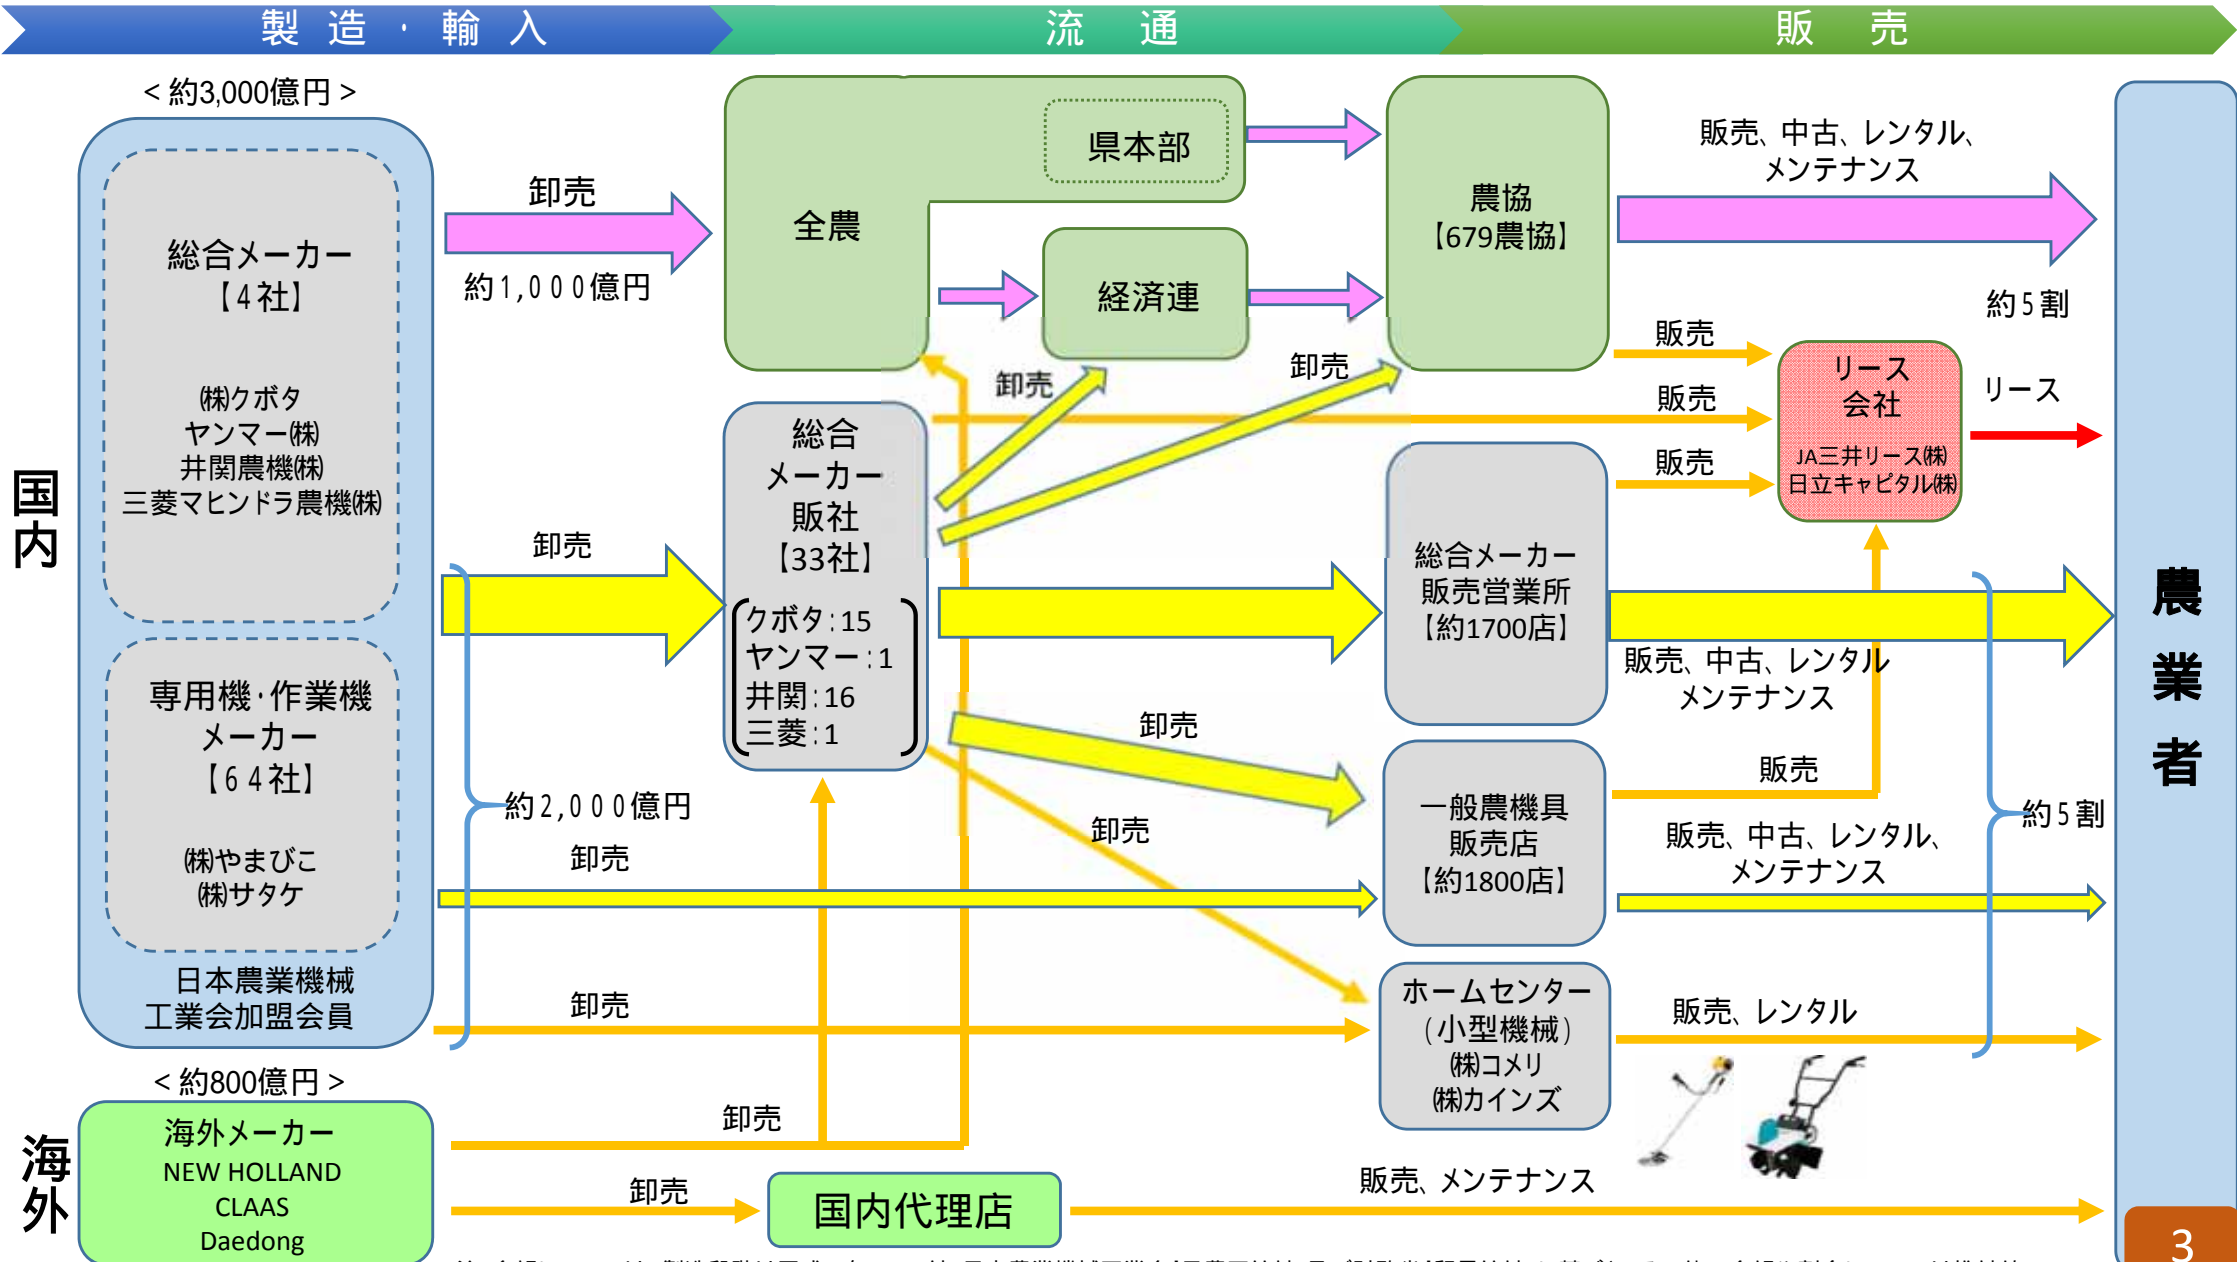 製造・輸入
流通
販売
国内
＜約3,000億円＞
総合メーカー
【4社】
㈱クボタ
ヤンマー㈱
井関農機㈱
三菱マヒンドラ農機㈱
専用機・作業機
メーカー
【64社】
㈱やまびこ
㈱サタケ
日本農業機械
工業会加盟会員
海外
＜約800億円＞
海外メーカー
NEW HOLLAND
CLAAS
Daedong
卸売
約1,000億円
卸売
約2,000億円
卸売
卸売
卸売
卸売
全農
県本部
経済連
卸売
卸売
総合
メーカー
販社
【33社】
クボタ：15
ヤンマー：1
井関：16
三菱：1
卸売
卸売
国内代理店
農協
【679農協】
総合メーカー
販売営業所
【約1700店】
一般農機具
販売店
【約1800店】
ホームセンター
（小型機械）
㈱コメリ
㈱カインズ
販売、中古、レンタル、
メンテナンス
約5割
販売
販売
販売
リース
会社
JA三井リース㈱
日立キャピタル㈱
リース
販売、中古、レンタル
メンテナンス
販売
約5割
販売、中古、レンタル、
メンテナンス
販売、レンタル
販売、メンテナンス
農業者
3